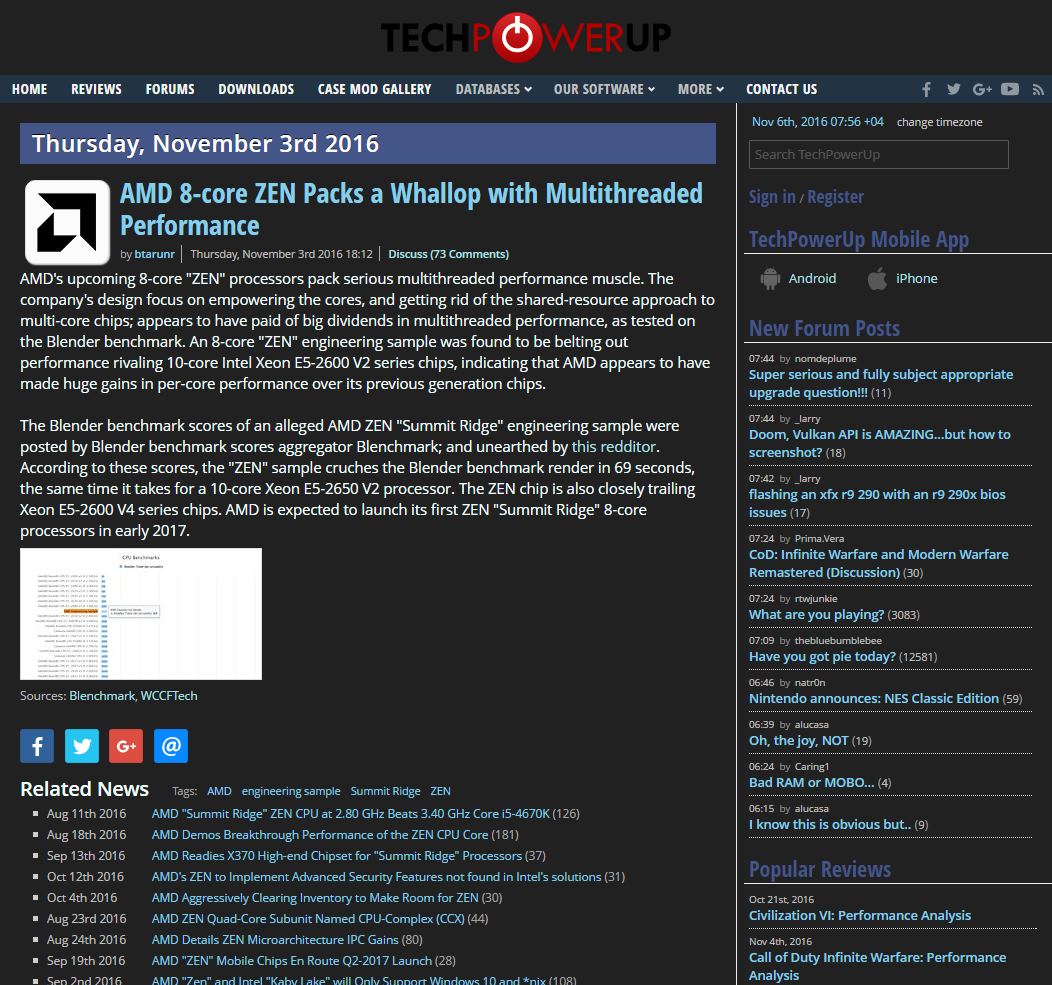 TECHPOWERUP
HOME REVIEWS FORUMS DOWNLOADS CASE MOD GALLERY DATABASES OUR SOFTWARE MORE CONTACT US
Thursday, November 3rd 2016
AMD 8-core ZEN Packs a Whallop with Multithreaded
Performance
by btarunr Thursday, November 3rd 2016 18:12 Discuss (73 Comments)
AMD's upcoming 8-core "ZEN" processors pack serious multithreaded performance muscle. The
company's design focus on empowering the cores, and getting rid of the shared-resource approach to
multi-core chips; appears to have paid of big dividends in multithreaded performance, as tested on
the Blender benchmark. An 8-core "ZEN" engineering sample was found to be belting out
performance rivaling 10-core Intel Xeon E5-2600 V2 series chips, indicating that AMD appears to have
made huge gains in per-core performance over its previous generation chips.
The Blender benchmark scores of an alleged AMD ZEN "Summit Ridge" engineering sample were
posted by Blender benchmark scores aggregator Blenchmark; and unearthed by this redditor.
According to these scores, the "ZEN" sample cruches the Blender benchmark render in 69 seconds,
the same time it takes for a 10-core Xeon E5-2650 V2 processor. The ZEN chip is also closely trailing
Xeon E5-2600 V4 series chips. AMD is expected to launch its first ZEN "Summit Ridge" 8-core
processors in early 2017.
CPU Benchmarks
Sources: Blenchmark, WCCFTech
Related News Tags: AMD engineering sample Summit Ridge ZEN
Aug 11th 2016 AMD "Summit Ridge" ZEN CPU at 2.80 GHz Beats 3.40 GHz Core i5-4670K (126)
Aug 18th 2016 AMD Demos Breakthrough Performance of the ZEN CPU Core (181)
Sep 13th 2016 AMD Readies X370 High-end Chipset for "Summit Ridge" Processors (37)
Oct 12th 2016 AMD's ZEN to Implement Advanced Security Features not found in Intel's solutions (31)
Oct 4th 2016 AMD Aggressively Clearing Inventory to Make Room for ZEN (30)
Aug 23rd 2016 AMD ZEN Quad-Core Subunit Named CPU-Complex (CCX) (44)
Aug 24th 2016 AMD Details ZEN Microarchitecture IPC Gains (80)
Sep 19th 2016 AMD "ZEN" Mobile Chips En Route Q2-2017 Launch (28)
Sep 2nd 2016 AMD "Zen" and Intel "Kaby Lake" will Only Support Windows 10 and *nix (108)
Nov 6th, 2016 07:56 +04 change timezone
Search TechPowerUp
Sign in / Register
TechPowerUp Mobile App
Android iPhone
New Forum Posts
07:44 by nomdeplume
Super serious and fully subject appropriate
upgrade question!!! (11)
07:44 by _larry
Doom, Vulkan API is AMAZING...but how to
screenshot? (18)
07:42 by _larry
flashing an xfx r9 290 with an r9 290x bios
issues (17)
07:24 by Prima.Vera
CoD: Infinite Warfare and Modern Warfare
Remastered (Discussion) (30)
07:24 by rtwjunkie
What are you playing? (3083)
07:09 by thebluebumblebee
Have you got pie today? (12581)
06:46 by natr0n
Nintendo announces: NES Classic Edition (59)
06:39 by alucasa
Oh, the joy, NOT (19)
06:24 by Caring1
Bad RAM or MOBO... (4)
06:15 by alucasa
I know this is obvious but.. (9)
Popular Reviews
Oct 21st, 2016
Civilization VI: Performance Analysis
Nov 4th, 2016
Call of Duty Infinite Warfare: Performance
Analysis